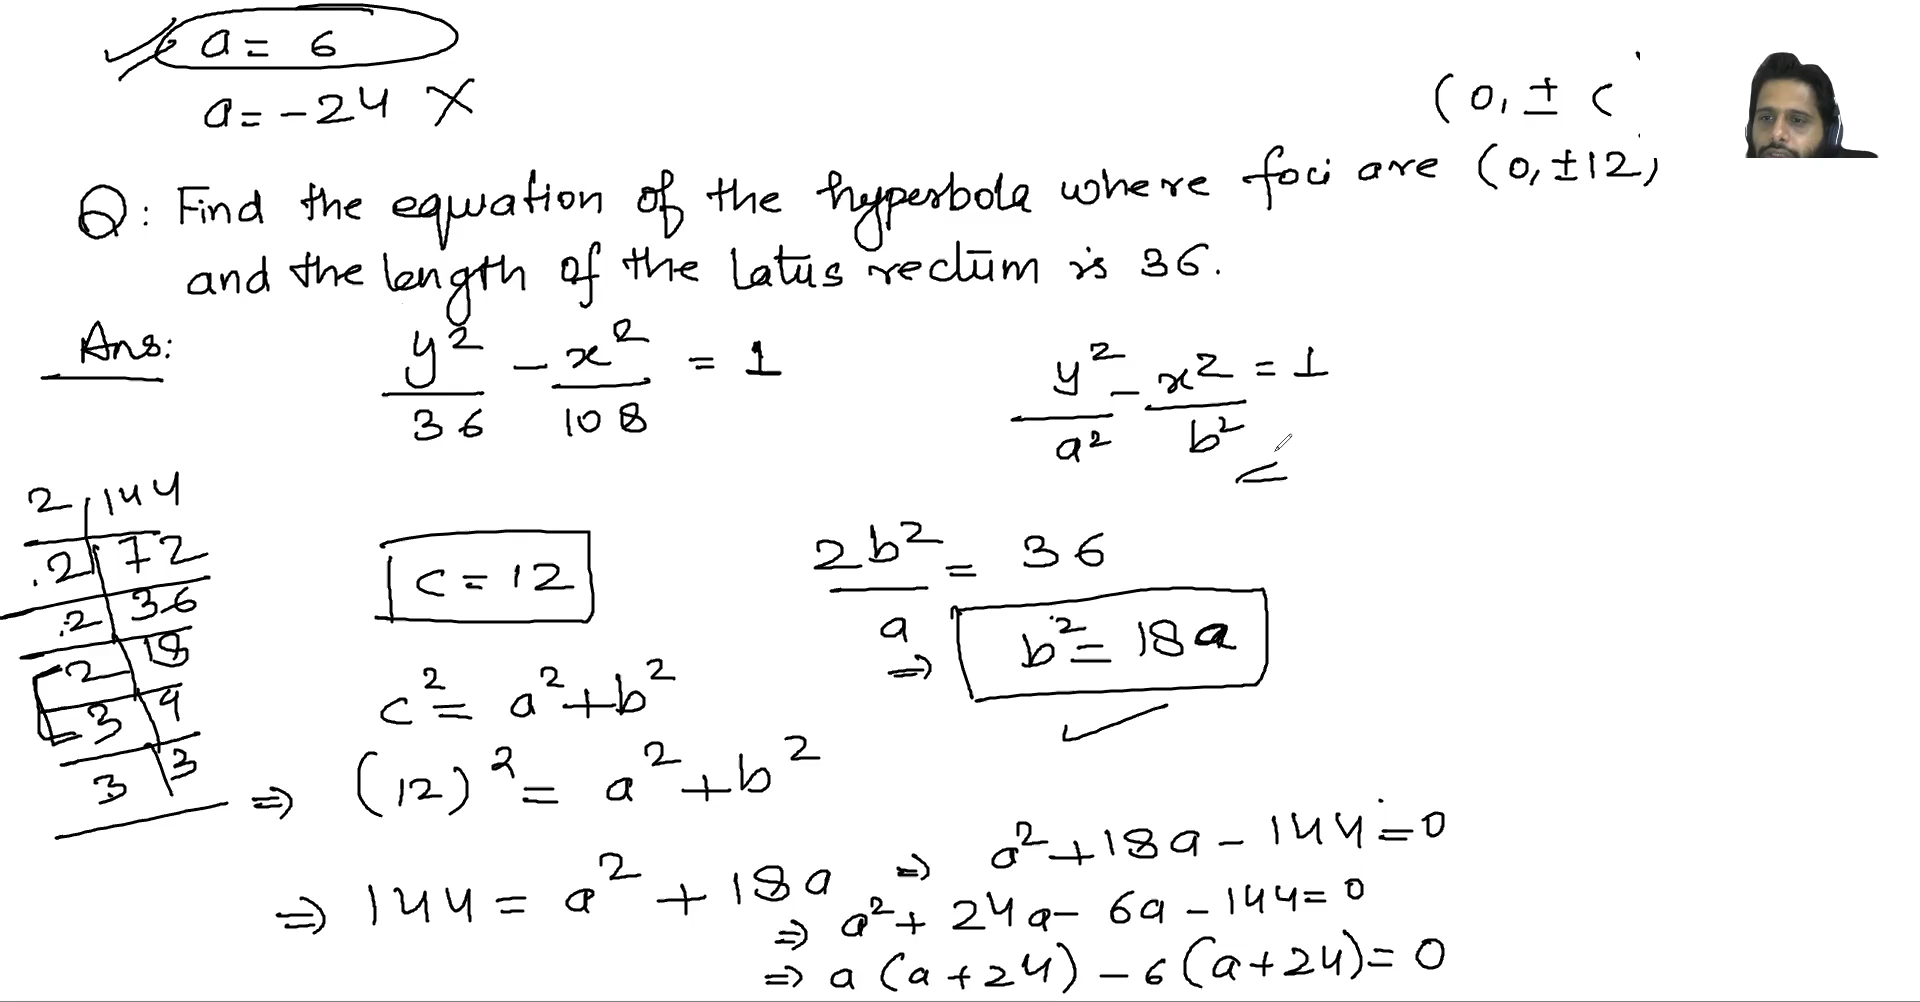 a = 6
a = -24 X
(0, ± c
Q: Find the equation of the hyperbola where foci are (0, ±12)
and the length of the latus rectum is 36.
Ans:
y²/36 - x²/108 = 1
y²/a² - x²/b² = 1
2 | 144
2 | 72
2 | 36
2 | 18
3 | 9
3 | 3
c = 12
2b²/a = 36
⇒ b² = 18a
c² = a² + b²
⇒ (12)² = a² + b²
⇒ 144 = a² + 18a
⇒ a² + 18a - 144 = 0
⇒ a² + 24a - 6a - 144 = 0
⇒ a (a + 24) - 6 (a + 24) = 0